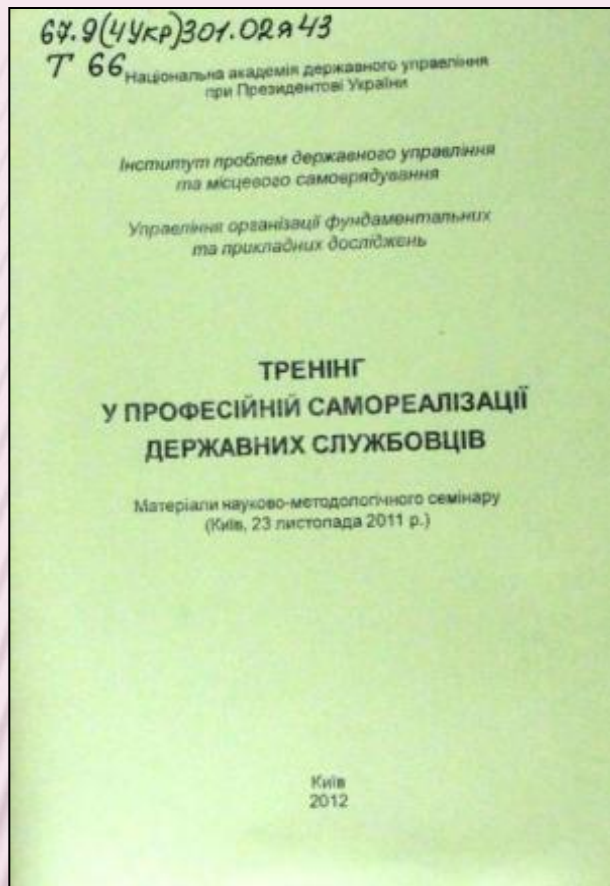 67.9(4Укр)301.02я43
Т 66
Національна академія державного управління
при Президентові України
Інститут проблем державного управління
та місцевого самоврядування
Управління організації фундаментальних
та прикладних досліджень
ТРЕНІНГ
У ПРОФЕСІЙНІЙ САМОРЕАЛІЗАЦІЇ
ДЕРЖАВНИХ СЛУЖБОВЦІВ
Матеріали науково-методологічного семінару
(Київ, 23 листопада 2011 р.)
Київ
2012